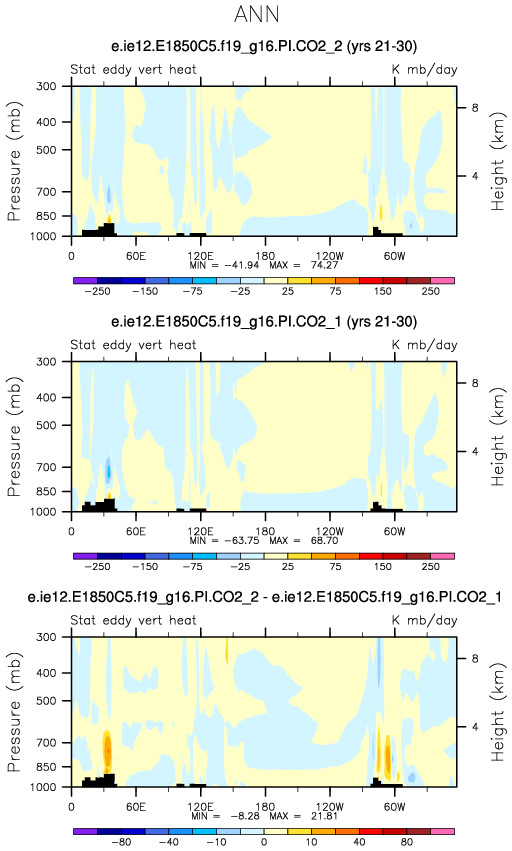 ANN
e.ie12.E1850C5.f19_g16.PI.CO2_2 (yrs 21-30)
Stat eddy vert heat K mb/day
Pressure (mb)
300
400
500
700
850
1000
8
4
Height (km)
0 60E 120E 180 120W 60W
MIN = -41.94 MAX = 74.27
-250 -150 -75 -25 25 75 150 250
e.ie12.E1850C5.f19_g16.PI.CO2_1 (yrs 21-30)
Stat eddy vert heat K mb/day
Pressure (mb)
300
400
500
700
850
1000
8
4
Height (km)
0 60E 120E 180 120W 60W
MIN = -63.75 MAX = 68.70
-250 -150 -75 -25 25 75 150 250
e.ie12.E1850C5.f19_g16.PI.CO2_2 - e.ie12.E1850C5.f19_g16.PI.CO2_1
Stat eddy vert heat K mb/day
Pressure (mb)
300
400
500
700
850
1000
8
4
Height (km)
0 60E 120E 180 120W 60W
MIN = -8.28 MAX = 21.81
-80 -40 -10 0 10 40 80